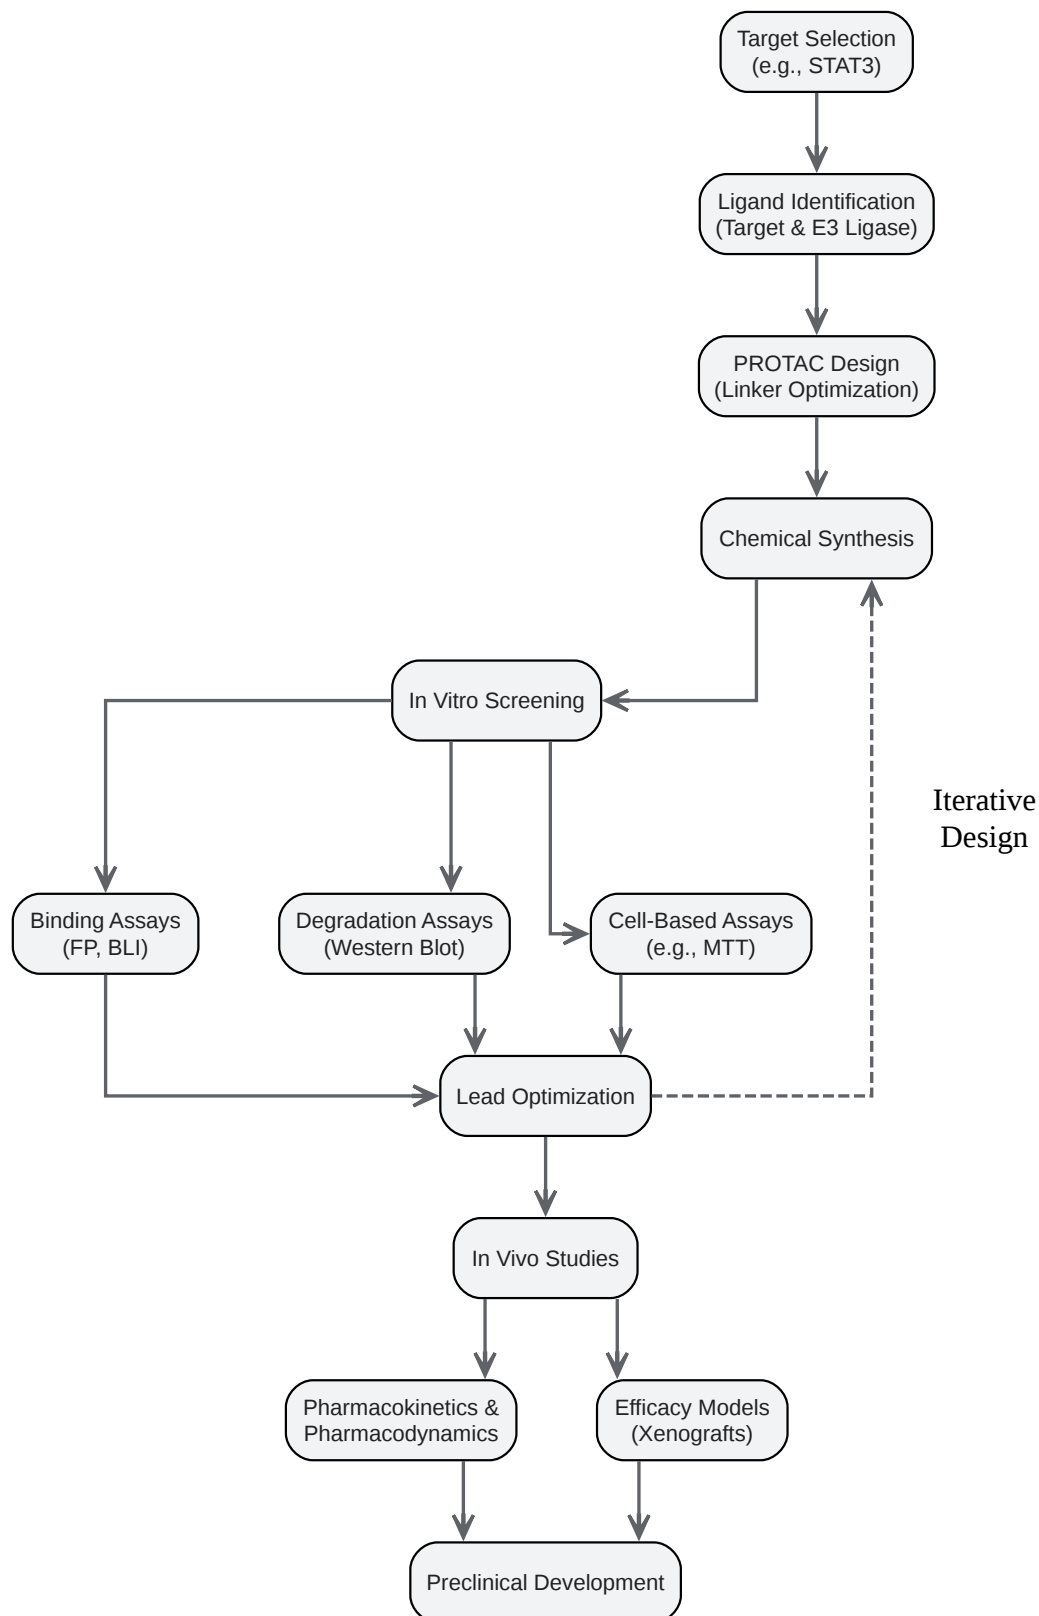 Target Selection
(e.g., STAT3)
Ligand Identification
(Target & E3 Ligase)
PROTAC Design
(Linker Optimization)
Chemical Synthesis
In Vitro Screening
Iterative
Design
Binding Assays
(FP, BLI)
Degradation Assays
(Western Blot)
Cell-Based Assays
(e.g., MTT)
Lead Optimization
In Vivo Studies
Pharmacokinetics &
Pharmacodynamics
Efficacy Models
(Xenografts)
Preclinical Development